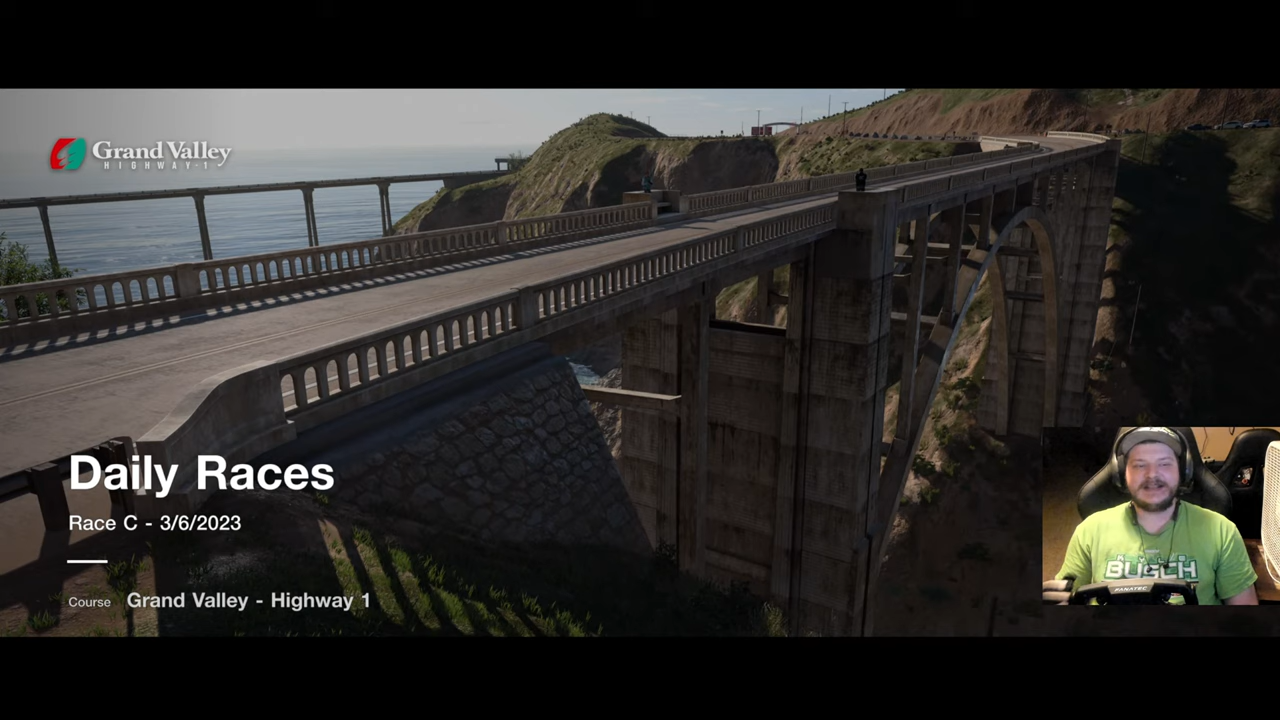 Grand Valley
HIGHWAY-1
Daily Races
Race C - 3/6/2023
Course Grand Valley - Highway 1
BUSCH
FANATEC